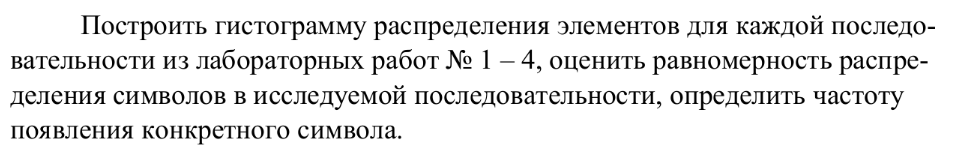 Построить гистограмму распределения элементов для каждой последо-
вательности из лабораторных работ № 1 – 4, оценить равномерность распре-
деления символов в исследуемой последовательности, определить частоту
появления конкретного символа.